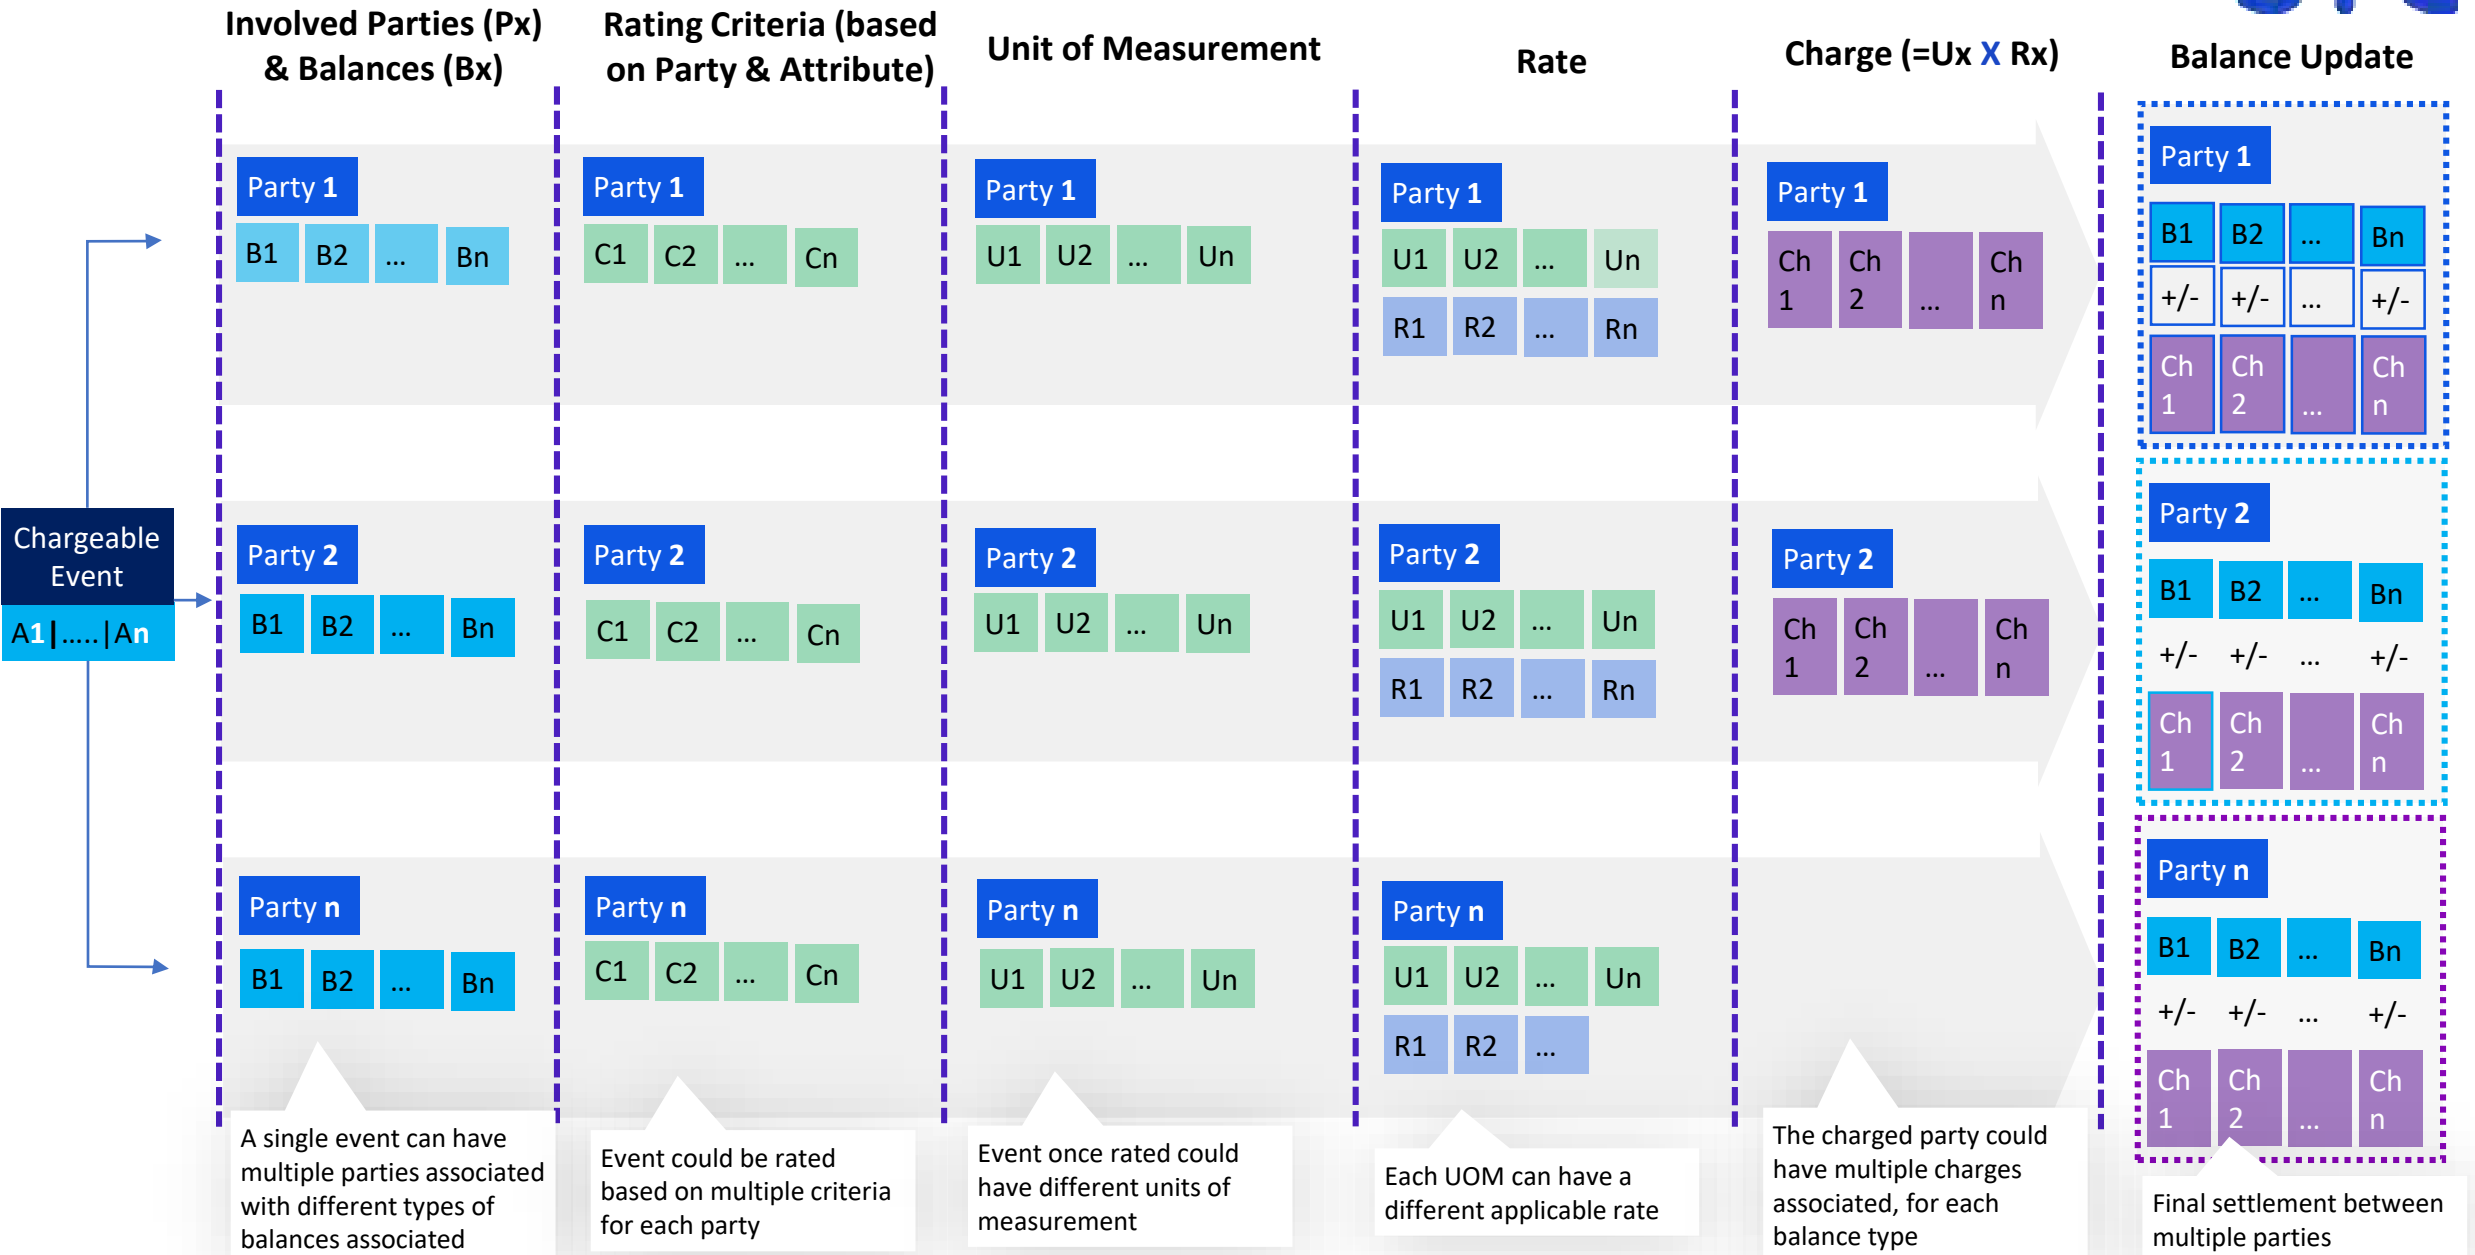 Involved Parties (Px)
& Balances (Bx)
Rating Criteria (based
on Party & Attribute)
Unit of Measurement
Rate
Charge (=Ux X Rx)
Balance Update
Chargeable
Event
A1|.....|An
Party 1
B1 B2 ... Bn
Party 1
C1 C2 ... Cn
Party 1
U1 U2 ... Un
Party 1
U1 U2 ... Un
R1 R2 ... Rn
Party 1
Ch Ch Ch
1 2 ... n
Party 1
B1 B2 ... Bn
+/- +/- ... +/-
Ch Ch Ch
1 2 ... n
Party 2
B1 B2 ... Bn
Party 2
C1 C2 ... Cn
Party 2
U1 U2 ... Un
Party 2
U1 U2 ... Un
R1 R2 ... Rn
Party 2
Ch Ch Ch
1 2 ... n
Party 2
B1 B2 ... Bn
+/- +/- ... +/-
Ch Ch Ch
1 2 ... n
Party n
B1 B2 ... Bn
Party n
C1 C2 ... Cn
Party n
U1 U2 ... Un
Party n
U1 U2 ... Un
R1 R2 ...
Party n
B1 B2 ... Bn
+/- +/- ... +/-
Ch Ch Ch
1 2 ... n
A single event can have
multiple parties associated
with different types of
balances associated
Event could be rated
based on multiple criteria
for each party
Event once rated could
have different units of
measurement
Each UOM can have a
different applicable rate
The charged party could
have multiple charges
associated, for each
balance type
Final settlement between
multiple parties